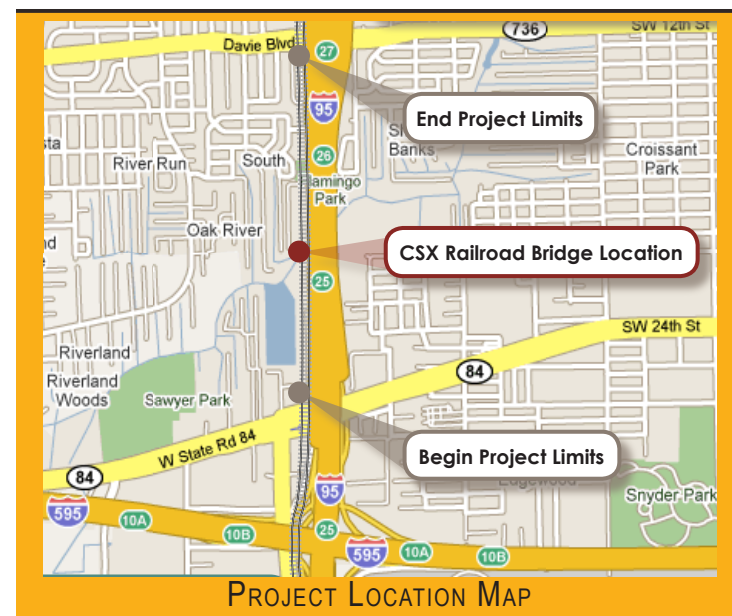 736
SW 12th St
Davie Blvd
27
95
End Project Limits
Banks
River Run
South
26
Croissant
Park
lamingo
Park
Oak River
CSX Railroad Bridge Location
25
SW 24th St
Riverland
84
Riverland
Woods
Sawyer Park
W State Rd 84
Begin Project Limits
84
95
Snyder Park
595
10A
10B
25
595
10A
10B
PROJECT LOCATION MAP